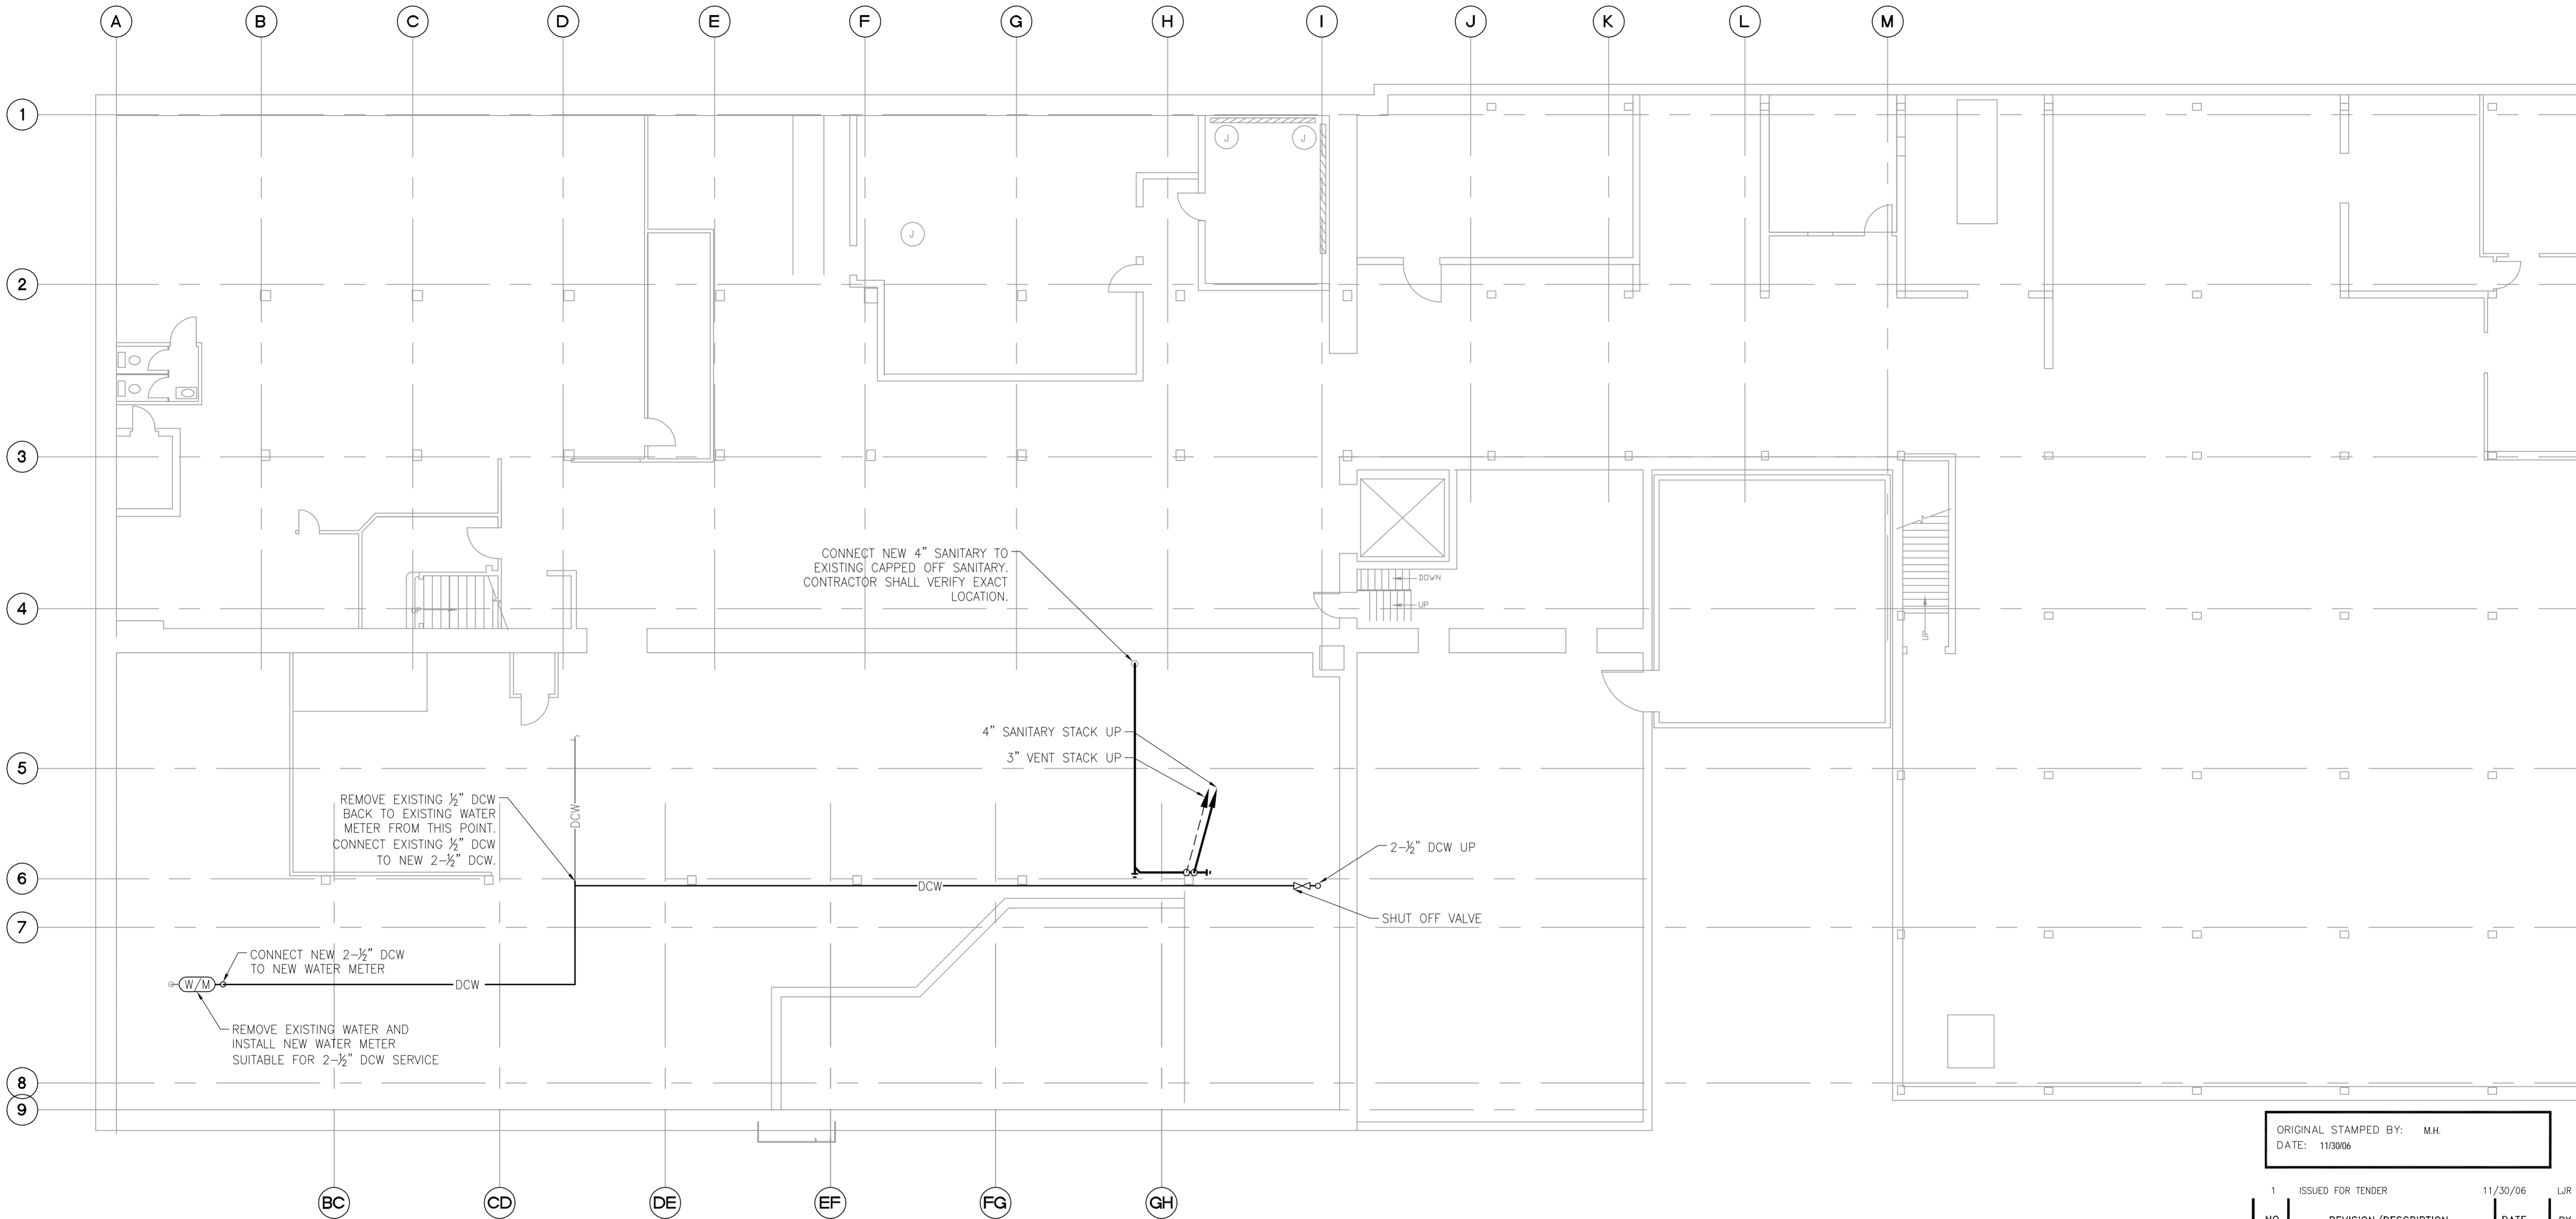 A B C D E F G H I J K L M
1
J J
J
2
3
CONNECT NEW 4" SANITARY TO
EXISTING CAPPED OFF SANITARY.
CONTRACTOR SHALL VERIFY EXACT
LOCATION.
DOWN
UP
UP
UP
4
4" SANITARY STACK UP
3" VENT STACK UP
5
REMOVE EXISTING ½" DCW
BACK TO EXISTING WATER
METER FROM THIS POINT.
CONNECT EXISTING ½" DCW
TO NEW 2-½" DCW.
DCW
2-½" DCW UP
6
DCW
SHUT OFF VALVE
7
CONNECT NEW 2-½" DCW
TO NEW WATER METER
W/M
DCW
REMOVE EXISTING WATER AND
INSTALL NEW WATER METER
SUITABLE FOR 2-½" DCW SERVICE
8
9
ORIGINAL STAMPED BY: M.H.
DATE: 11/30/06
BC CD DE EF FG GH
1 ISSUED FOR TENDER 11/30/06 LJR
NO REVISION/DESCRIPTION DATE BY